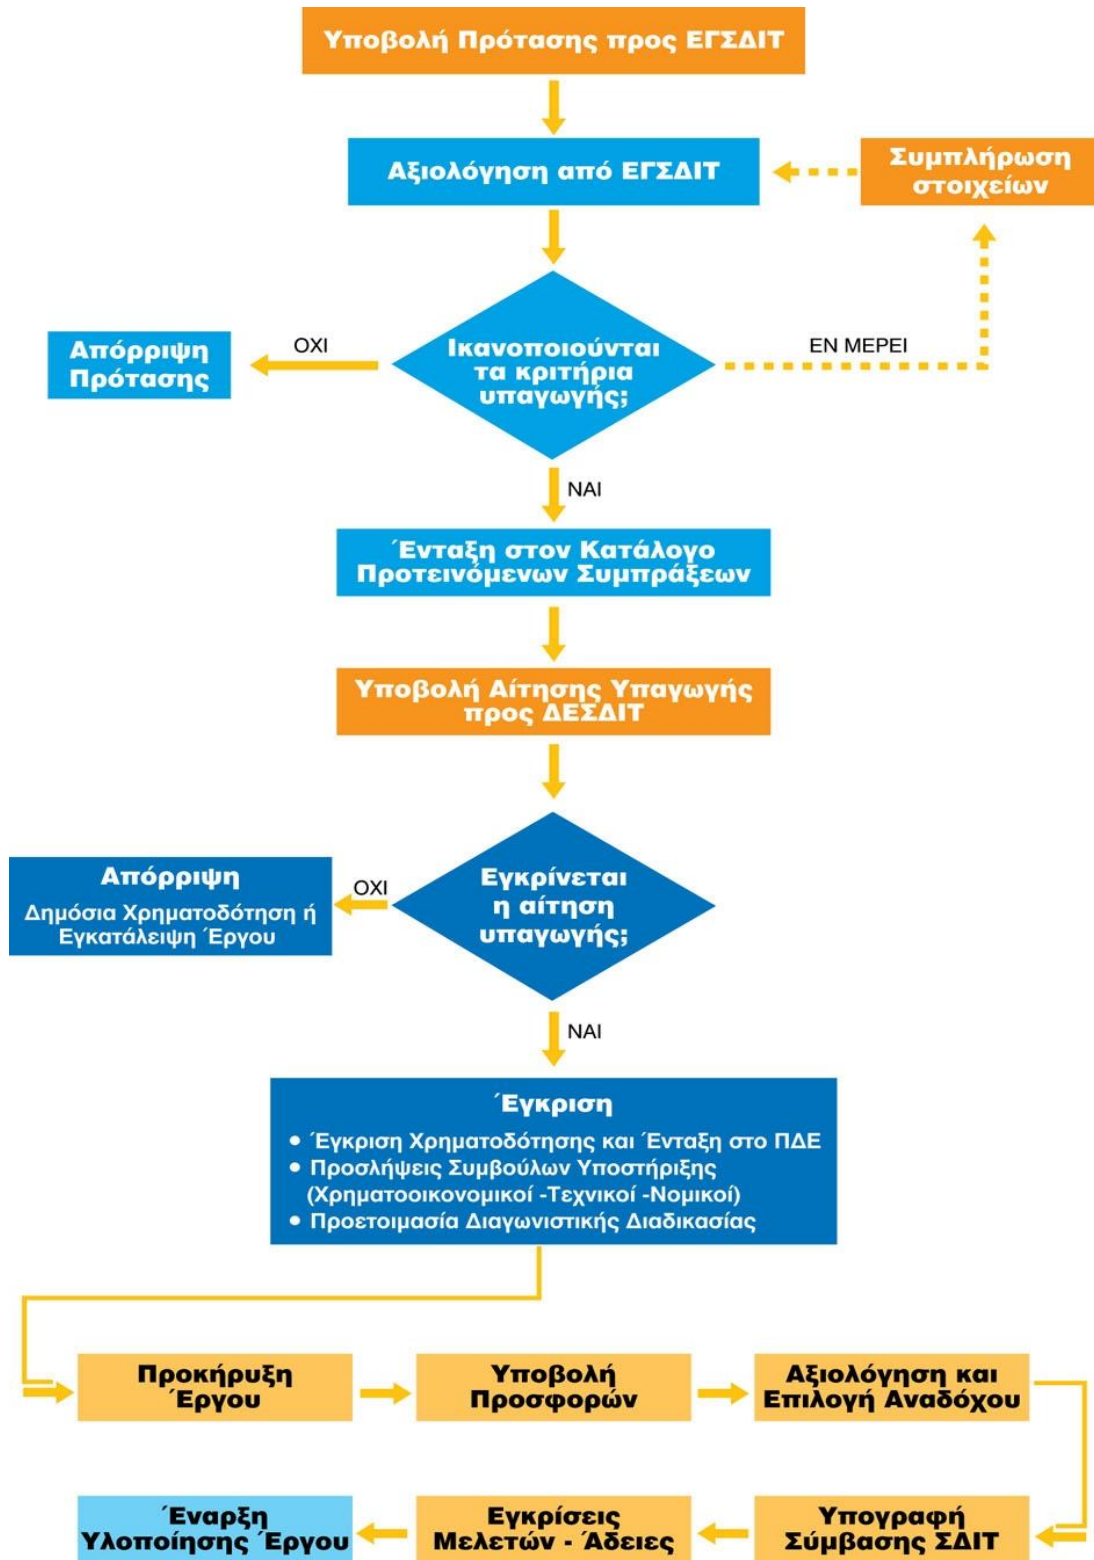 Υποβολή Πρότασης προς ΕΓΣΔΙΤ
Αξιολόγηση από ΕΓΣΔΙΤ
Συμπλήρωση
στοιχείων
Ικανοποιούνται
τα κριτήρια
υπαγωγής;
ΟΧΙ
Απόρριψη
Πρότασης
ΕΝ ΜΕΡΕΙ
ΝΑΙ
Ένταξη στον Κατάλογο
Προτεινόμενων Συμπράξεων
Υποβολή Αίτησης Υπαγωγής
προς ΔΕΣΔΙΤ
Εγκρίνεται
η αίτηση
υπαγωγής;
ΟΧΙ
Απόρριψη
Δημόσια Χρηματοδότηση ή
Εγκατάλειψη Έργου
ΝΑΙ
Έγκριση
• Έγκριση Χρηματοδότησης και Ένταξη στο ΠΔΕ
• Προσλήψεις Συμβούλων Υποστήριξης
(Χρηματοοικονομικοί -Τεχνικοί -Νομικοί)
• Προετοιμασία Διαγωνιστικής Διαδικασίας
Προκήρυξη
Έργου
Υποβολή
Προσφορών
Αξιολόγηση και
Επιλογή Αναδόχου
Υπογραφή
Σύμβασης ΣΔΙΤ
Εγκρίσεις
Μελετών - Άδειες
Έναρξη
Υλοποίησης Έργου